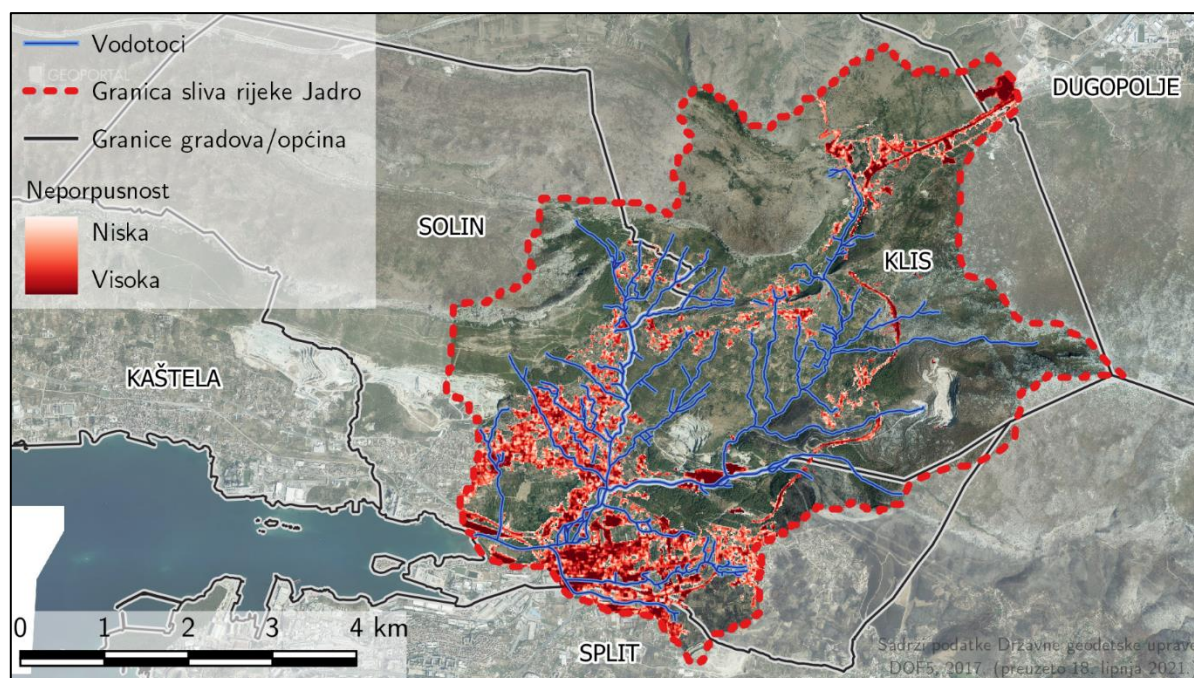 Vodotoci
GEOPORTAL
Granica sliva rijeke Jadro
Granice gradova/općina
Neporpusnost
Niska
Visoka
DUGOPOLJE
SOLIN
KLIS
KAŠTELA
SPLIT
0 1 2 3 4 km
Sadrži podatke Državne geodetske uprave
DOF5, 2017. (preuzeto 18. lipnja 2021.